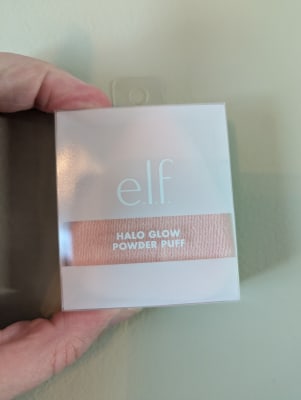 e.l.f.
HALO GLOW
POWDER PUFF